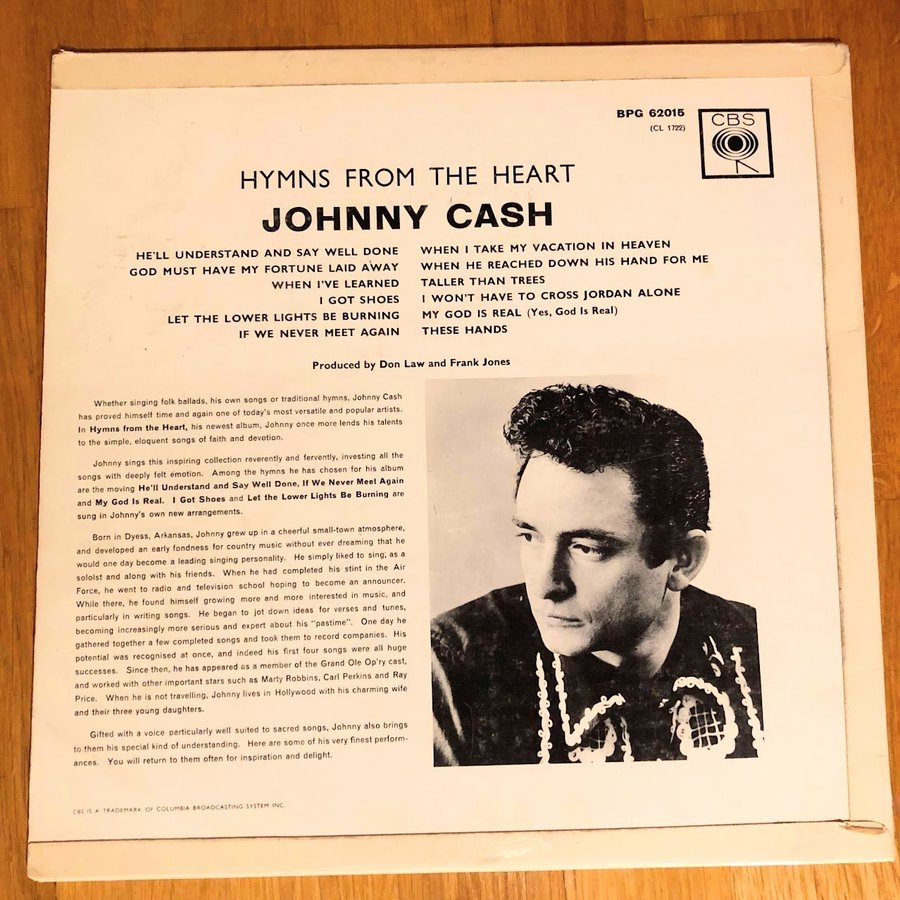 BPG 62015
(CL 1722)
CBS
HYMNS FROM THE HEART
JOHNNY CASH
HE'LL UNDERSTAND AND SAY WELL DONE
GOD MUST HAVE MY FORTUNE LAID AWAY
WHEN I'VE LEARNED
I GOT SHOES
LET THE LOWER LIGHTS BE BURNING
IF WE NEVER MEET AGAIN
WHEN I TAKE MY VACATION IN HEAVEN
WHEN HE REACHED DOWN HIS HAND FOR ME
TALLER THAN TREES
I WON'T HAVE TO CROSS JORDAN ALONE
MY GOD IS REAL (Yes, God Is Real)
THESE HANDS
Produced by Don Law and Frank Jones
Whether singing folk ballads, his own songs or traditional hymns, Johnny Cash
has proved himself time and again one of today's most versatile and popular artists.
In Hymns from the Heart, his newest album, Johnny once more lends his talents
to the simple, eloquent songs of faith and devotion.
Johnny sings this inspiring collection reverently and fervently, investing all the
songs with deeply felt emotion. Among the hymns he has chosen for his album
are the moving He'll Understand and Say Well Done, If We Never Meet Again
and My God Is Real. I Got Shoes and Let the Lower Lights Be Burning are
sung in Johnny's own new arrangements.
Born in Dyess, Arkansas, Johnny grew up in a cheerful small-town atmosphere,
and developed an early fondness for country music without ever dreaming that he
would one day become a leading singing personality. He simply liked to sing; as a
soloist and along with his friends. When he had completed his stint in the Air
Force, he went to radio and television school hoping to become an announcer.
While there, he found himself growing more and more interested in music, and
particularly in writing songs. He began to jot down ideas for verses and tunes,
becoming increasingly more serious and expert about his "pastime". One day he
gathered together a few completed songs and took them to record companies. His
potential was recognised at once, and indeed his first four songs were all huge
successes. Since then, he has appeared as a member of the Grand Ole Op'ry cast,
and worked with other important stars such as Marty Robbins, Carl Perkins and Ray
Price. When he is not travelling, Johnny lives in Hollywood with his charming wife
and their three young daughters.
Gifted with a voice particularly well suited to sacred songs, Johnny also brings
to them his special kind of understanding. Here are some of his very finest perform-
ances. You will return to them often for inspiration and delight.
CBS IS A TRADEMARK OF COLUMBIA BROADCASTING SYSTEM INC